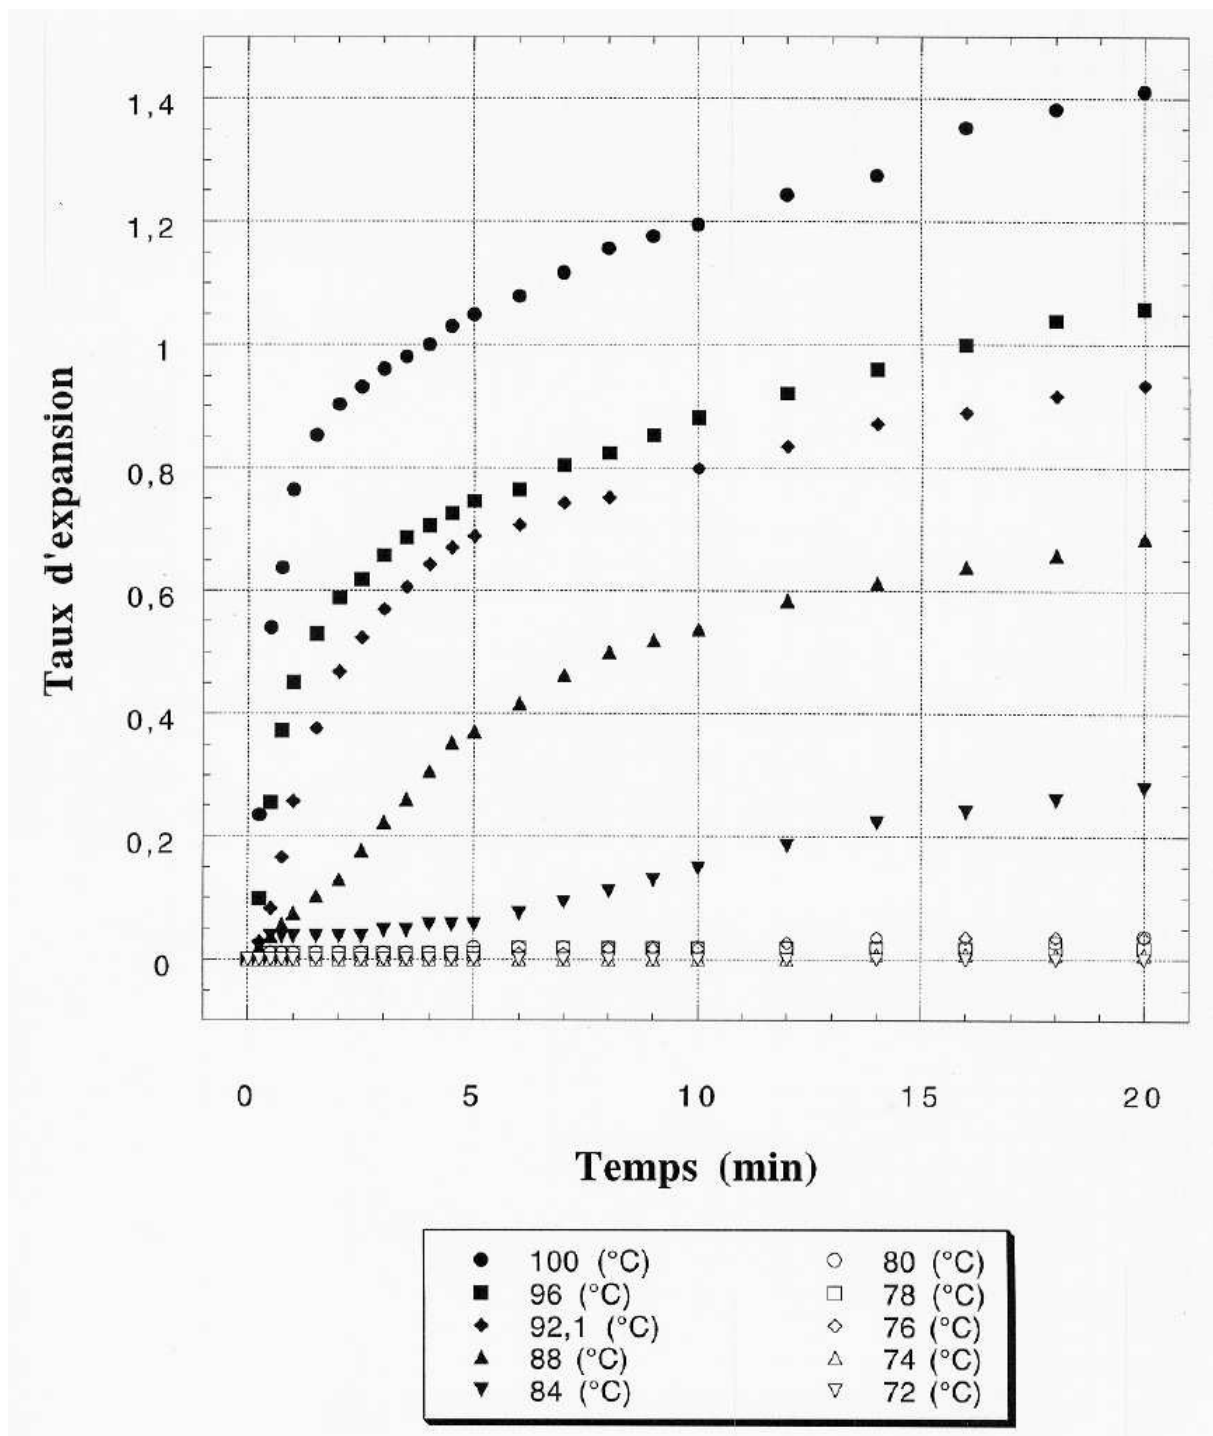 1,4
1,2
1
0,8
0,6
0,4
0,2
0
Taux d'expansion
0 5 10 15 20
Temps (min)
100 (°C) 80 (°C)
96 (°C) 78 (°C)
92,1 (°C) 76 (°C)
88 (°C) 74 (°C)
84 (°C) 72 (°C)